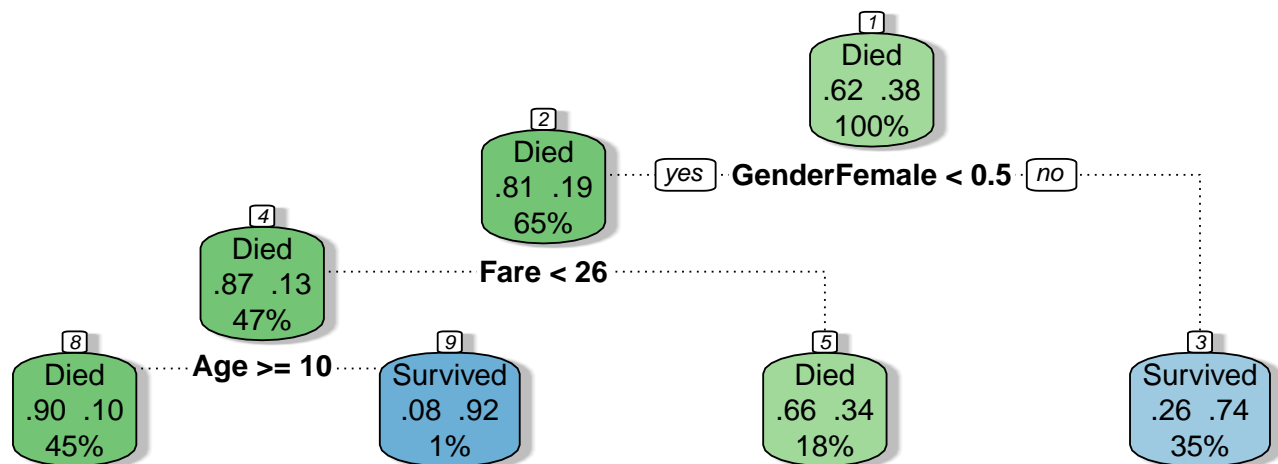 1
Died
.62 .38
100%
yes GenderFemale < 0.5 no
2
Died
.81 .19
65%
Fare < 26
4
Died
.87 .13
47%
Age >= 10
8
Died
.90 .10
45%
9
Survived
.08 .92
1%
5
Died
.66 .34
18%
3
Survived
.26 .74
35%